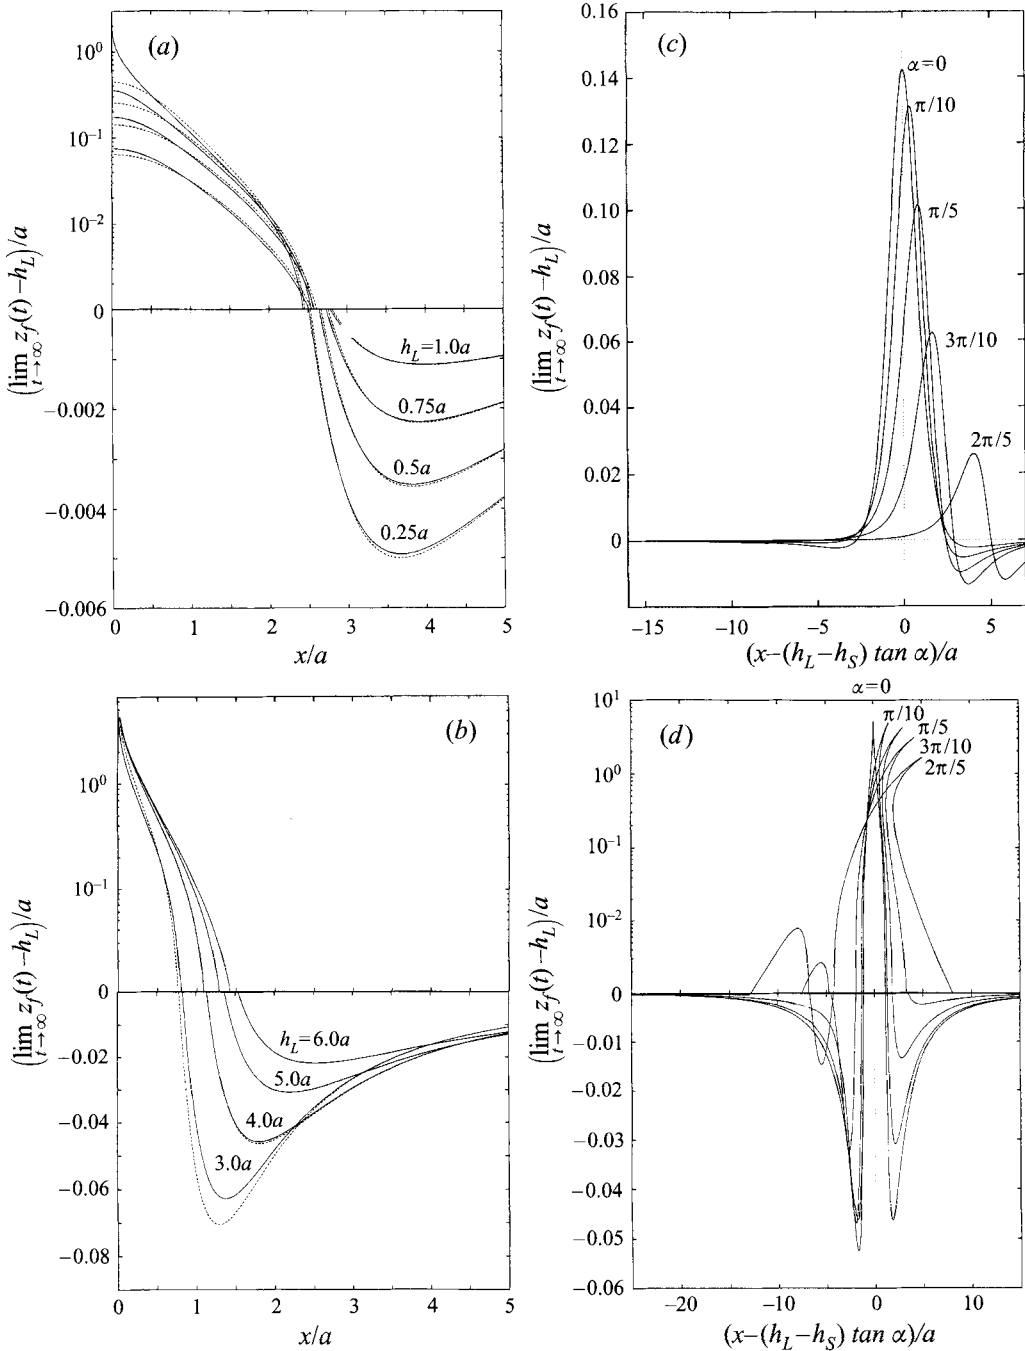 (a)
10^0
10^{-1}
10^{-2}
0
−0.002
−0.004
−0.006
(lim_{t→∞} z_f(t) − h_L)/a
h_L=1.0a
0.75a
0.5a
0.25a
0 1 2 3 4 5
x/a
(c)
0.16
0.14
0.12
0.10
0.08
0.06
0.04
0.02
0
(lim_{t→∞} z_f(t) − h_L)/a
α=0
π/10
π/5
3π/10
2π/5
−15 −10 −5 0 5
(x−(h_L−h_S) tan α)/a
(b)
10^0
10^{-1}
0
−0.02
−0.04
−0.06
−0.08
(lim_{t→∞} z_f(t) − h_L)/a
h_L=6.0a
5.0a
4.0a
3.0a
0 1 2 3 4 5
x/a
(d)
10^1
10^0
10^{-1}
10^{-2}
0
−0.01
−0.02
−0.03
−0.04
−0.05
−0.06
(lim_{t→∞} z_f(t) − h_L)/a
α=0
π/10
π/5
3π/10
2π/5
−20 −10 0 10
(x−(h_L−h_S) tan α)/a